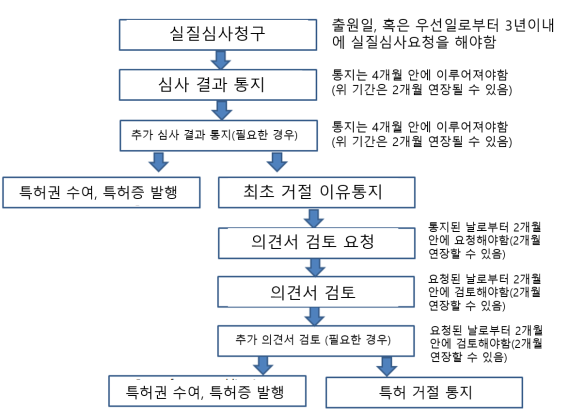 실질심사청구
출원일, 혹은 우선일로부터 3년이내
에 실질심사요청을 해야함
심사 결과 통지
통지는 4개월 안에 이루어져야함
(위 기간은 2개월 연장될 수 있음)
추가 심사 결과 통지(필요한 경우)
통지는 4개월 안에 이루어져야함
(위 기간은 2개월 연장될 수 있음)
특허권 수여, 특허증 발행
최초 거절 이유통지
의견서 검토 요청
통지된 날로부터 2개월
안에 요청해야함(2개월
연장할 수 있음)
의견서 검토
요청된 날로부터 2개월
안에 검토해야함(2개월
연장할 수 있음)
추가 의견서 검토 (필요한 경우)
요청된 날로부터 2개월
안에 검토해야함(2개월
연장할 수 있음)
특허권 수여, 특허증 발행
특허 거절 통지